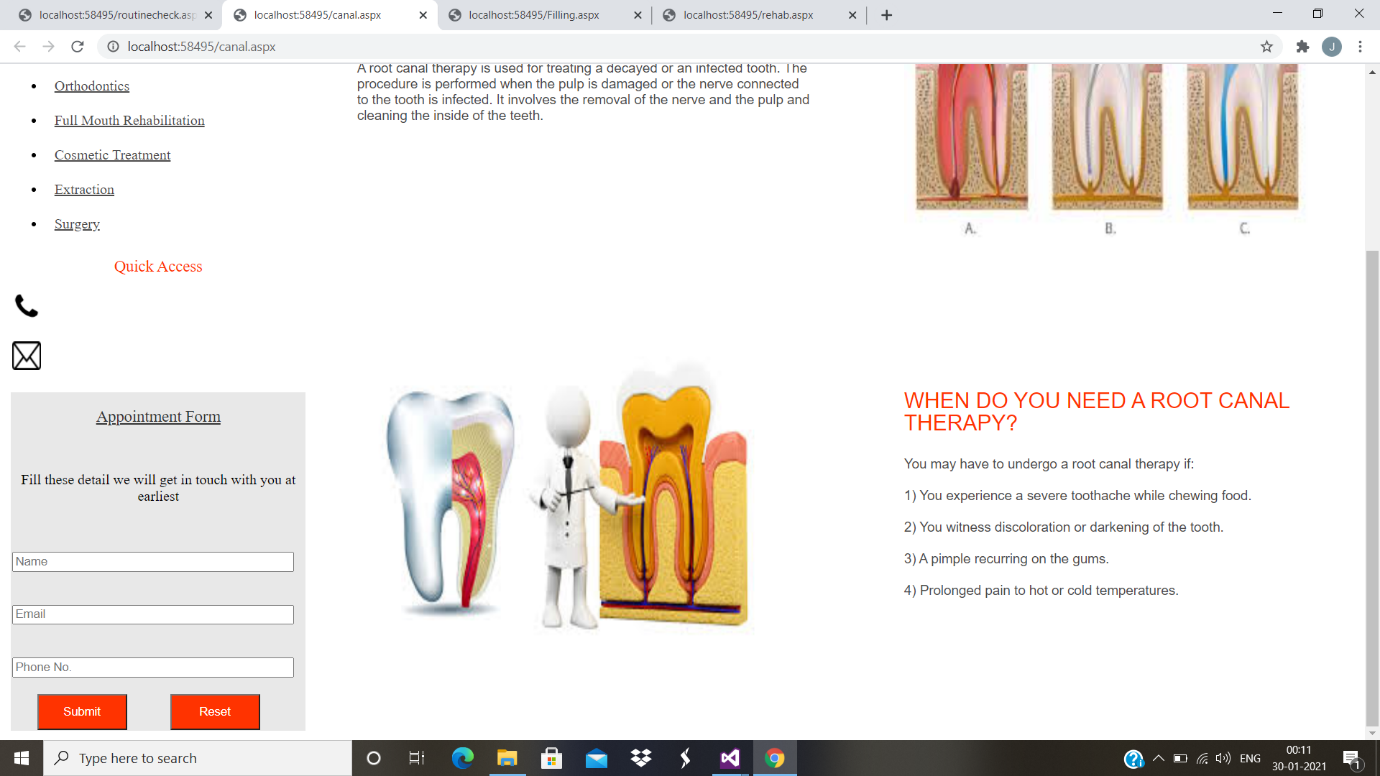 localhost:58495/routinecheck.asp
localhost:58495/canal.aspx
localhost:58495/Filling.aspx
localhost:58495/rehab.aspx
localhost:58495/canal.aspx
J
Orthodontics
Full Mouth Rehabilitation
Cosmetic Treatment
Extraction
Surgery
Quick Access
Appointment Form
Fill these detail we will get in touch with you at
earliest
Name
Email
Phone No.
Submit Reset
A root canal therapy is used for treating a decayed or an infected tooth. The
procedure is performed when the pulp is damaged or the nerve connected
to the tooth is infected. It involves the removal of the nerve and the pulp and
cleaning the inside of the teeth.
A. B. C.
WHEN DO YOU NEED A ROOT CANAL
THERAPY?
You may have to undergo a root canal therapy if:
1) You experience a severe toothache while chewing food.
2) You witness discoloration or darkening of the tooth.
3) A pimple recurring on the gums.
4) Prolonged pain to hot or cold temperatures.
Type here to search
ENG
00:11
30-01-2021
1